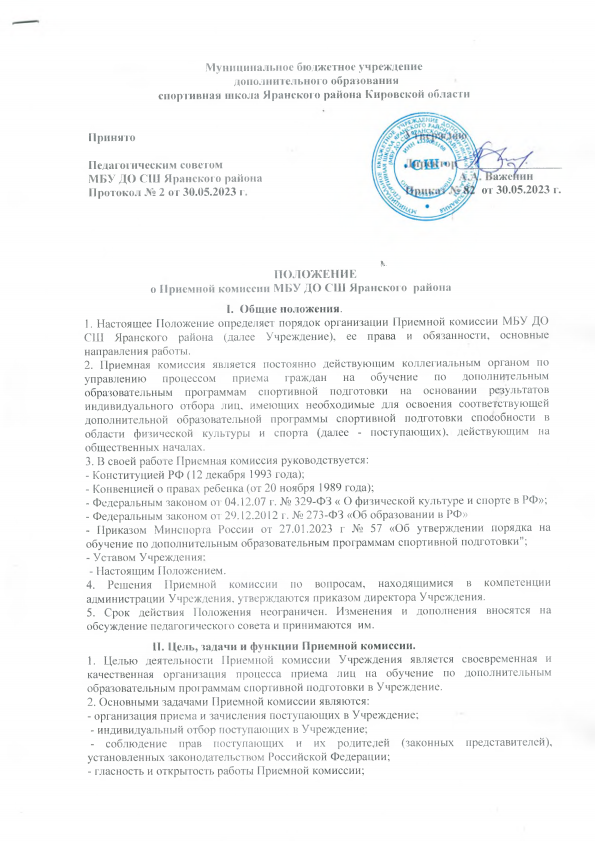 Муниципальное бюджетное учреждение
дополнительного образования
спортивная школа Яранского района Кировской области
Принято
Утверждаю
Педагогическим советом
Директор
МБУ ДО СШ Яранского района
А.А. Важенин
Протокол № 2 от 30.05.2023 г.
Приказ № 82 от 30.05.2023 г.
СШ
ПОЛОЖЕНИЕ
о Приемной комиссии МБУ ДО СШ Яранского района
I. Общие положения.
1. Настоящее Положение определяет порядок организации Приемной комиссии МБУ ДО
СШ Яранского района (далее Учреждение), ее права и обязанности, основные
направления работы.
2. Приемная комиссия является постоянно действующим коллегиальным органом по
управлению процессом приема граждан на обучение по дополнительным
образовательным программам спортивной подготовки на основании результатов
индивидуального отбора лиц, имеющих необходимые для освоения соответствующей
дополнительной образовательной программы спортивной подготовки способности в
области физической культуры и спорта (далее - поступающих), действующим на
общественных началах.
3. В своей работе Приемная комиссия руководствуется:
- Конституцией РФ (12 декабря 1993 года);
- Конвенцией о правах ребенка (от 20 ноября 1989 года);
- Федеральным законом от 04.12.07 г. № 329-ФЗ « О физической культуре и спорте в РФ»;
- Федеральным законом от 29.12.2012 г. № 273-ФЗ «Об образовании в РФ»
- Приказом Минспорта России от 27.01.2023 г № 57 «Об утверждении порядка на
обучение по дополнительным образовательным программам спортивной подготовки";
- Уставом Учреждения;
- Настоящим Положением.
4. Решения Приемной комиссии по вопросам, находящимися в компетенции
администрации Учреждения, утверждаются приказом директора Учреждения.
5. Срок действия Положения неограничен. Изменения и дополнения вносятся на
обсуждение педагогического совета и принимаются им.
II. Цель, задачи и функции Приемной комиссии.
1. Целью деятельности Приемной комиссии Учреждения является своевременная и
качественная организация процесса приема лиц на обучение по дополнительным
образовательным программам спортивной подготовки в Учреждение.
2. Основными задачами Приемной комиссии являются:
- организация приема и зачисления поступающих в Учреждение;
- индивидуальный отбор поступающих в Учреждение;
- соблюдение прав поступающих и их родителей (законных представителей),
установленных законодательством Российской Федерации;
- гласность и открытость работы Приемной комиссии;